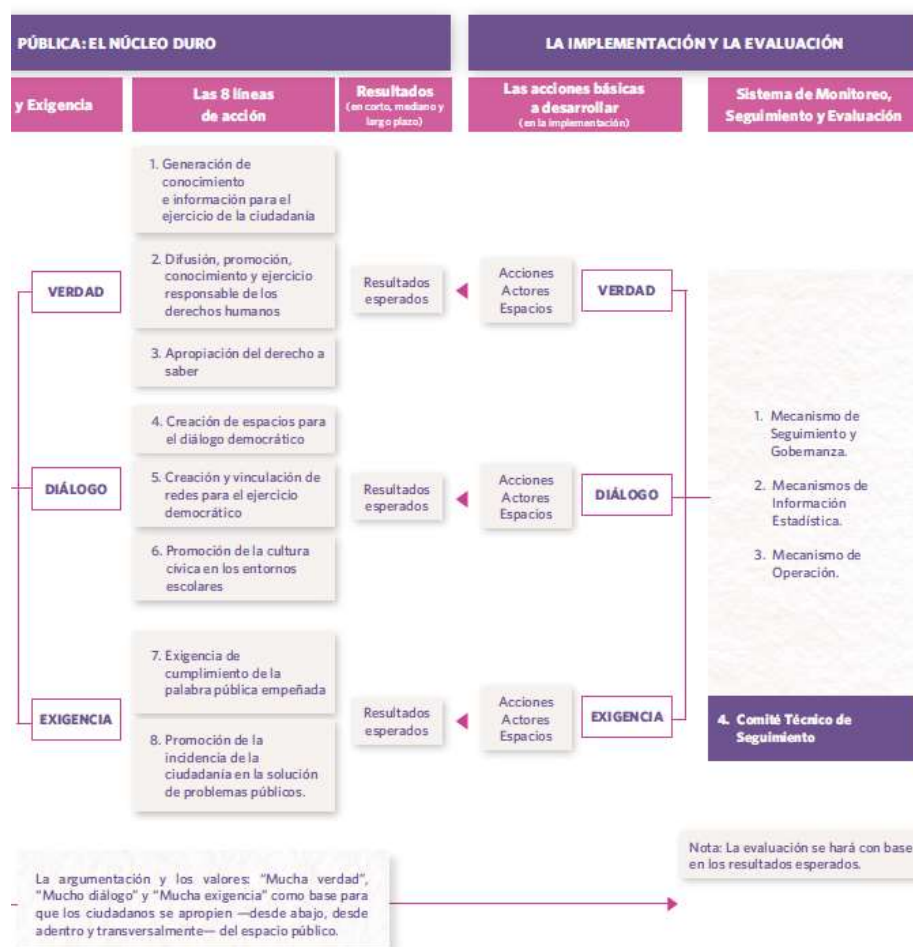 PÚBLICA: EL NÚCLEO DURO
LA IMPLEMENTACIÓN Y LA EVALUACIÓN
y Exigencia
Las 8 líneas
de acción
Resultados
(en corto, mediano y
largo plazo)
Las acciones básicas
a desarrollar
(en la implementación)
Sistema de Monitoreo,
Seguimiento y Evaluación
1. Generación de
conocimiento
e información para el
ejercicio de la ciudadanía
VERDAD
2. Difusión, promoción,
conocimiento y ejercicio
responsable de los
derechos humanos
3. Apropiación del derecho a
saber
Resultados
esperados
Acciones
Actores
Espacios
VERDAD
4. Creación de espacios para
el diálogo democrático
DIÁLOGO
5. Creación y vinculación de
redes para el ejercicio
democrático
6. Promoción de la cultura
cívica en los entornos
escolares
Resultados
esperados
Acciones
Actores
Espacios
DIÁLOGO
1. Mecanismo de
Seguimiento y
Gobernanza.
2. Mecanismos de
Información
Estadística.
3. Mecanismo de
Operación.
7. Exigencia de
cumplimiento de la
palabra pública empeñada
EXIGENCIA
8. Promoción de la
incidencia de la
ciudadanía en la solución
de problemas públicos.
Resultados
esperados
Acciones
Actores
Espacios
EXIGENCIA
4. Comité Técnico de
Seguimiento
La argumentación y los valores: “Mucha verdad”,
“Mucho diálogo” y “Mucha exigencia” como base para
que los ciudadanos se apropien —desde abajo, desde
adentro y transversalmente— del espacio público.
Nota: La evaluación se hará con base
en los resultados esperados.